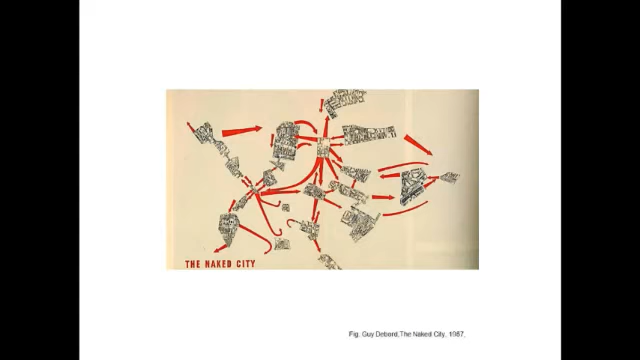 THE NAKED CITY
Fig. Guy Debord,The Naked City, 1957,